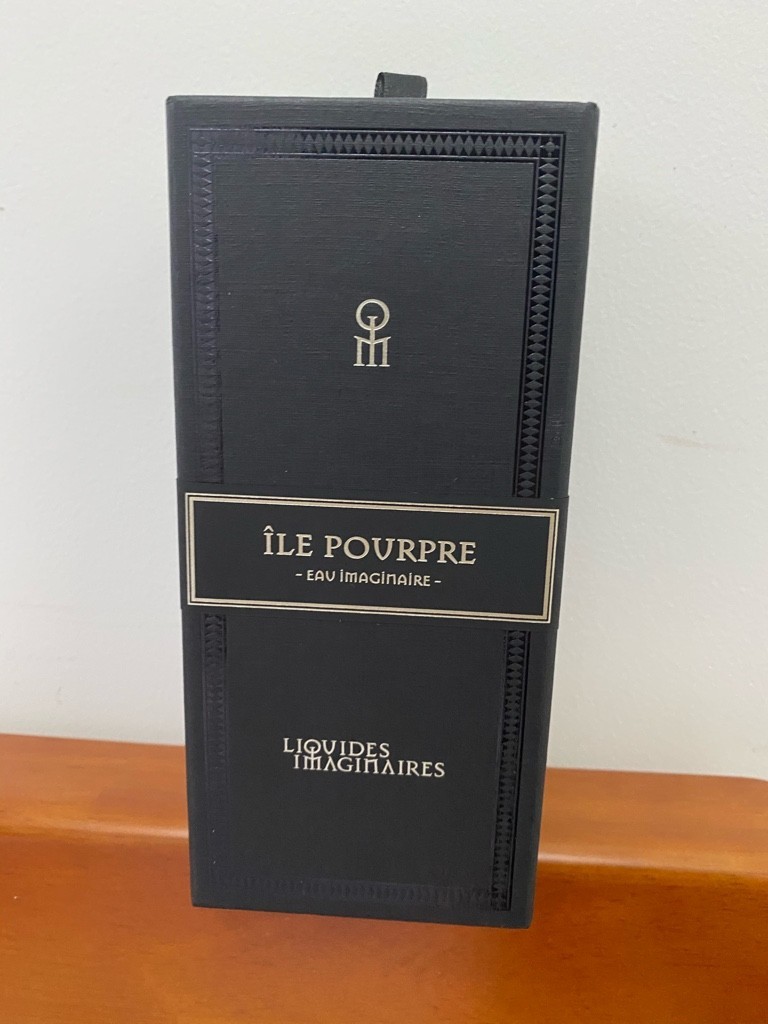 ÎLE POURPRE
- EAU IMAGINAIRE -
LIQUIDES
IMAGINAIRES